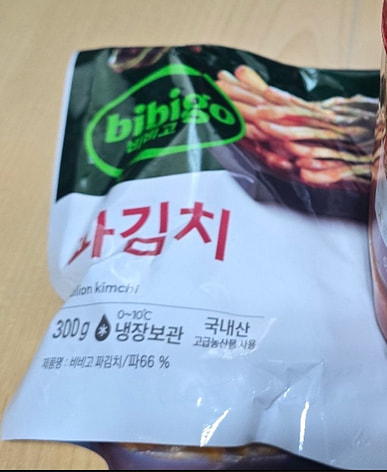 bibigo
비비고
파김치
kimchi
0~10℃
300g 냉장보관
국내산
고급농산물 사용
제품명 : 비비고 파김치/파66 %